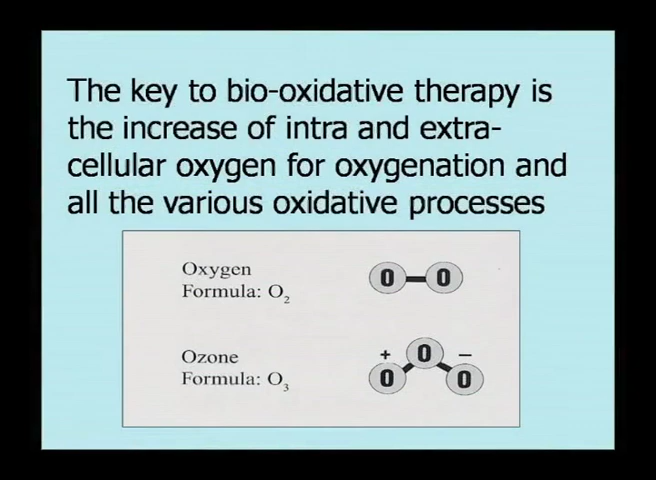 The key to bio-oxidative therapy is
the increase of intra and extra-
cellular oxygen for oxygenation and
all the various oxidative processes
Oxygen
Formula: O₂
O O
Ozone
Formula: O₃
+ O −
O O